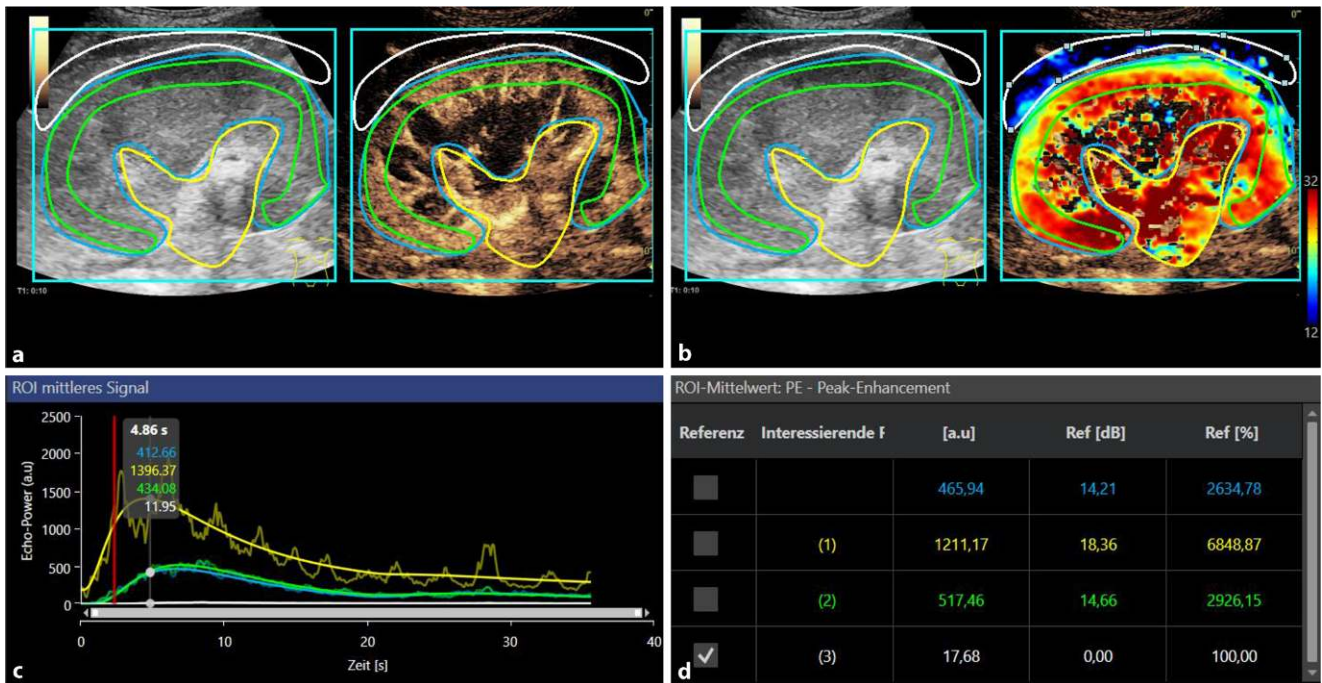 0"
T1: 0:10
10"
a
0"
32
12
T1: 0:10
10"
b
ROI mittleres Signal
Echo-Power (a.u)
2500
2000
1500
1000
500
0
4.86 s
412.66
1396.37
434.08
11.95
0 10 20 30 40
Zeit [s]
c
ROI-Mittelwert: PE - Peak-Enhancement
Referenz Interessierende F [a.u] Ref [dB] Ref [%]
465,94 14,21 2634,78
(1) 1211,17 18,36 6848,87
(2) 517,46 14,66 2926,15
(3) 17,68 0,00 100,00
d